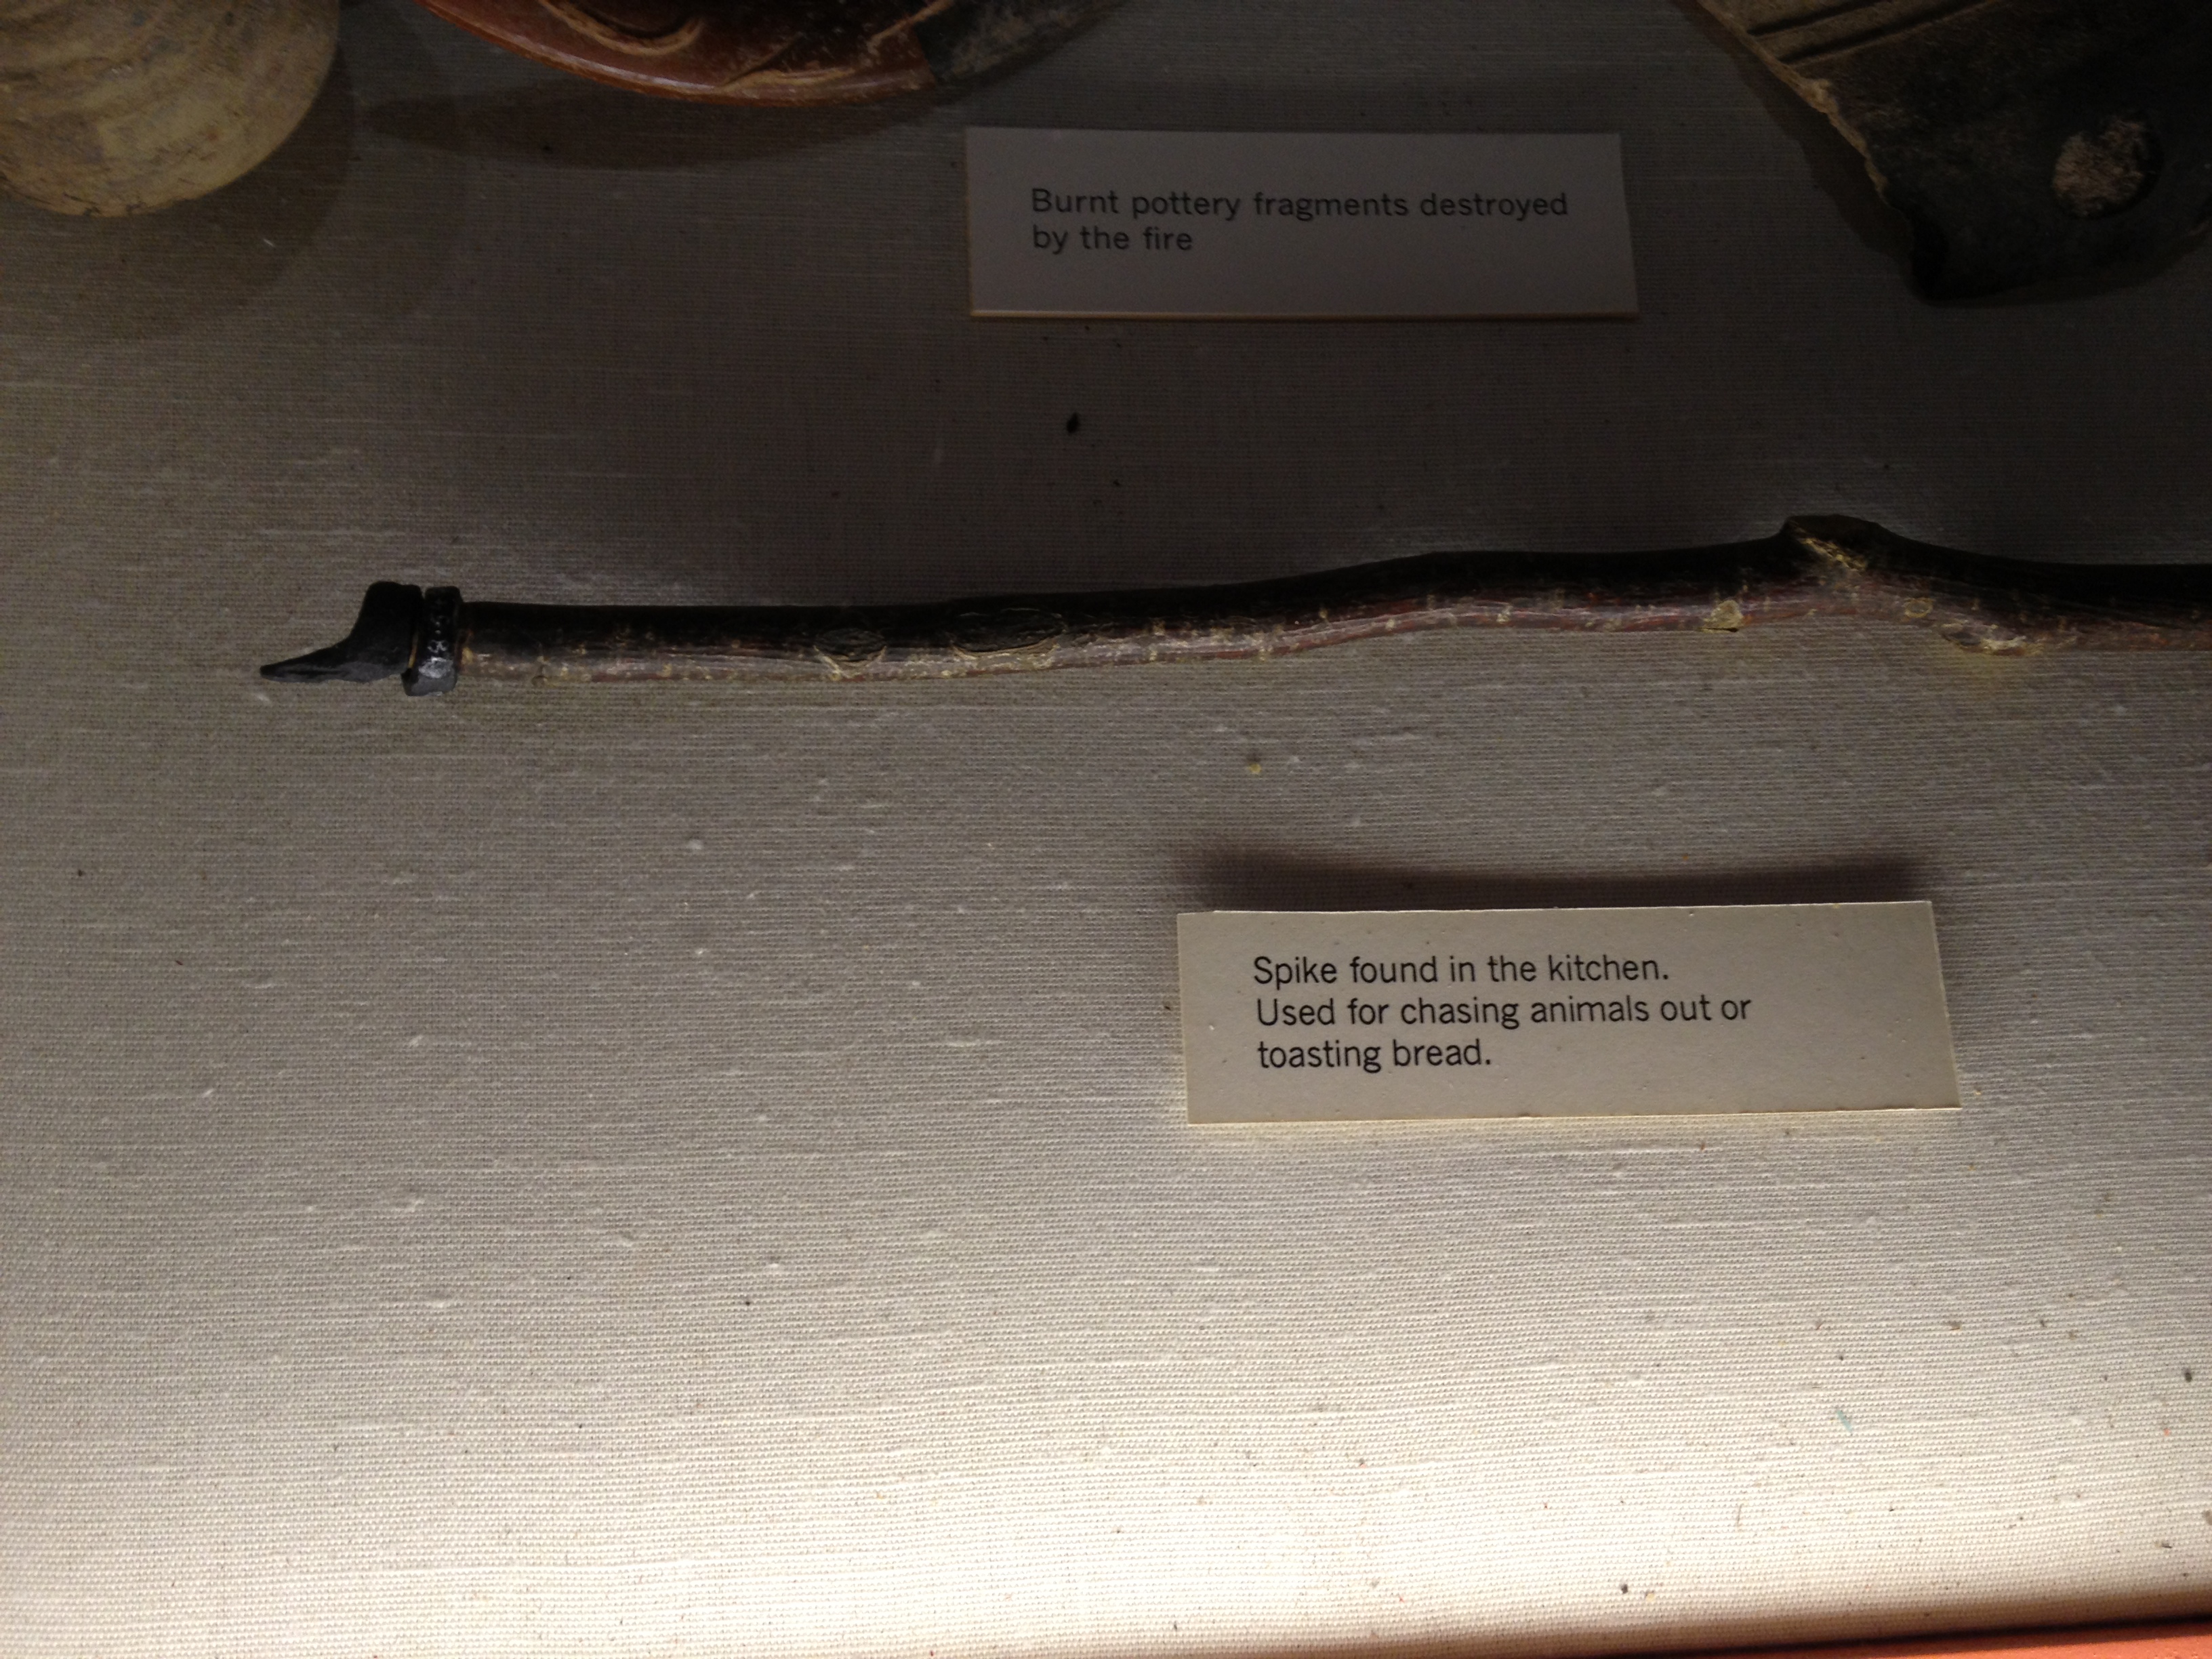 Burnt pottery fragments destroyed
by the fire
Spike found in the kitchen.
Used for chasing animals out or
toasting bread.